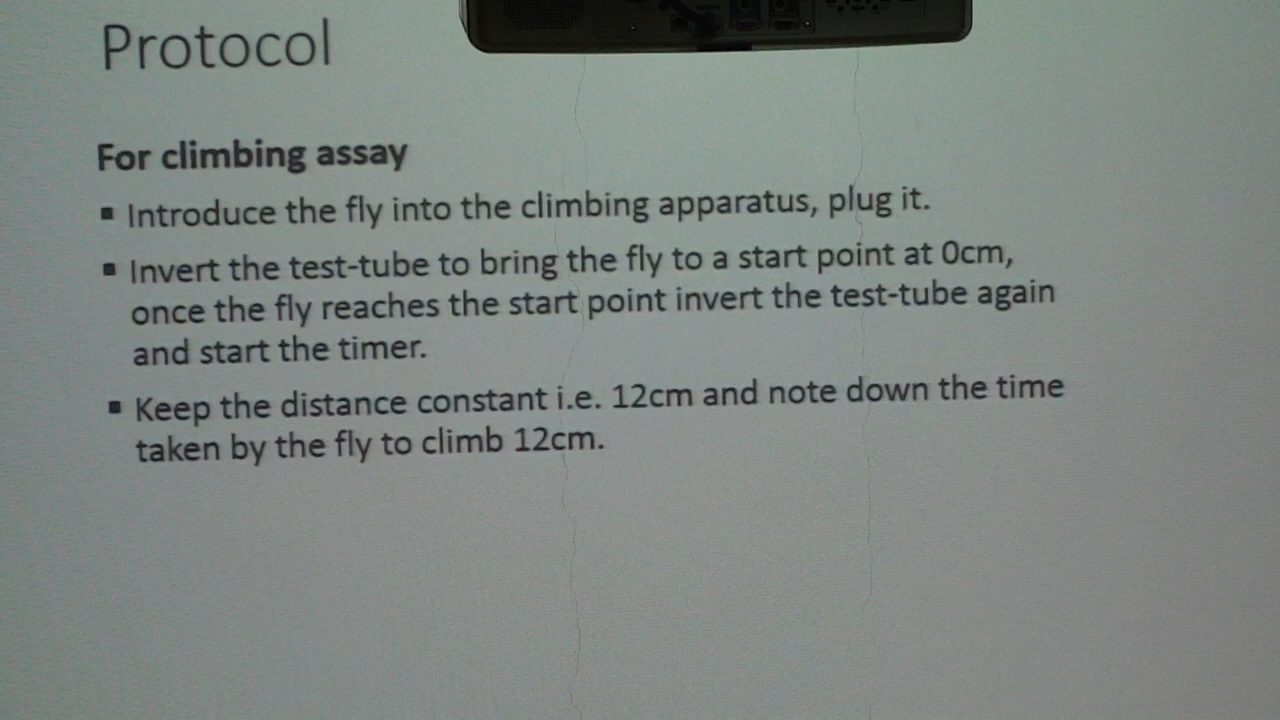 Protocol
For climbing assay
▪ Introduce the fly into the climbing apparatus, plug it.
▪ Invert the test-tube to bring the fly to a start point at 0cm,
once the fly reaches the start point invert the test-tube again
and start the timer.
▪ Keep the distance constant i.e. 12cm and note down the time
taken by the fly to climb 12cm.